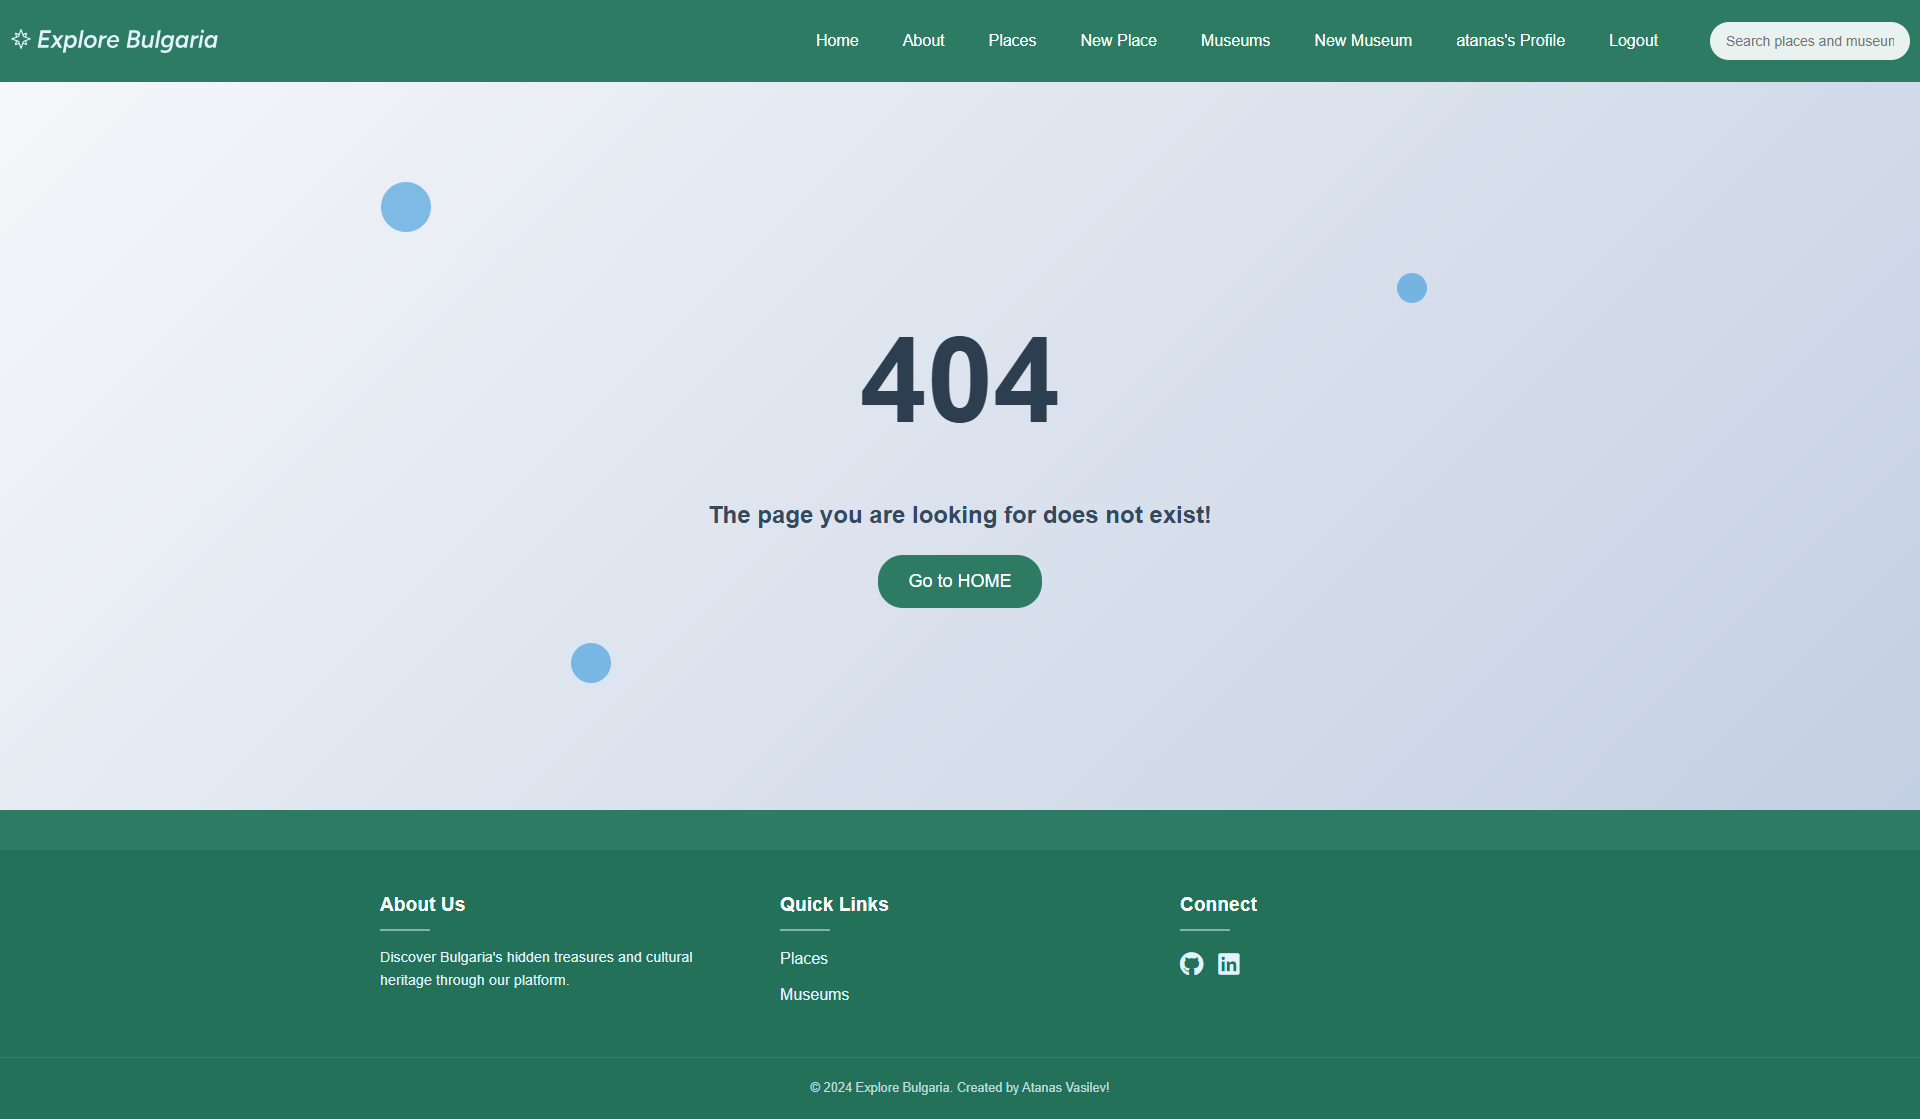 Explore Bulgaria
Home About Places New Place Museums New Museum atanas's Profile Logout
Search places and museun
404
The page you are looking for does not exist!
Go to HOME
About Us
Discover Bulgaria's hidden treasures and cultural
heritage through our platform.
Quick Links
Places
Museums
Connect
in
© 2024 Explore Bulgaria. Created by Atanas Vasilev!